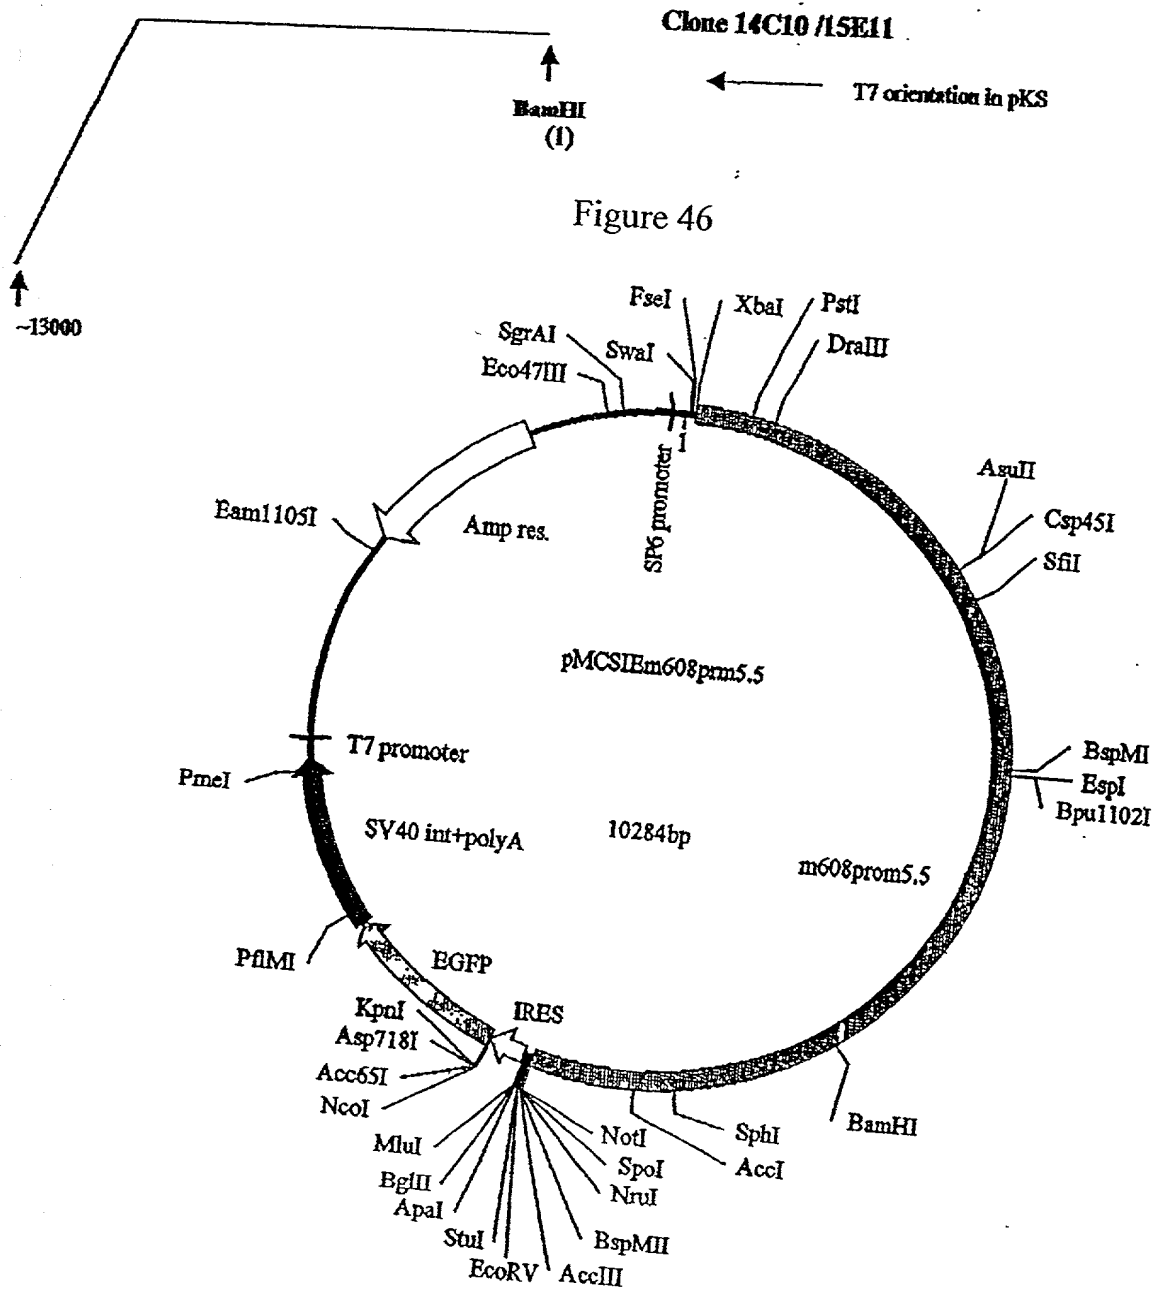 Clone 14C10 /15E11
T7 orientation in pKS
BamHI
(1)
Figure 46
~13000
FseI
XbaI
PstI
SgrAI
SwaI
DraIII
Eco47III
1
SP6 promoter
AsuII
Csp45I
SfiI
Eam1105I
Amp res.
pMCSIEm608prm5.5
T7 promoter
BspMI
EspI
Bpu1102I
PmeI
SV40 int+polyA
10284bp
m608prom5.5
PflMI
EGFP
IRES
KpnI
Asp718I
Acc65I
NcoI
MluI
BglII
ApaI
StuI
EcoRV
AccIII
BspMII
NruI
SpoI
NotI
AccI
SphI
BamHI